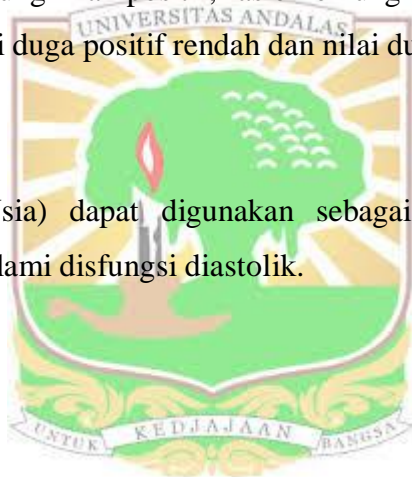 UNIVERSITAS ANDALAS
i duga positif rendah dan nilai du
sia) dapat digunakan sebagai
lami disfungsi diastolik.
UNTUK KEDJAJAAN BANGSA